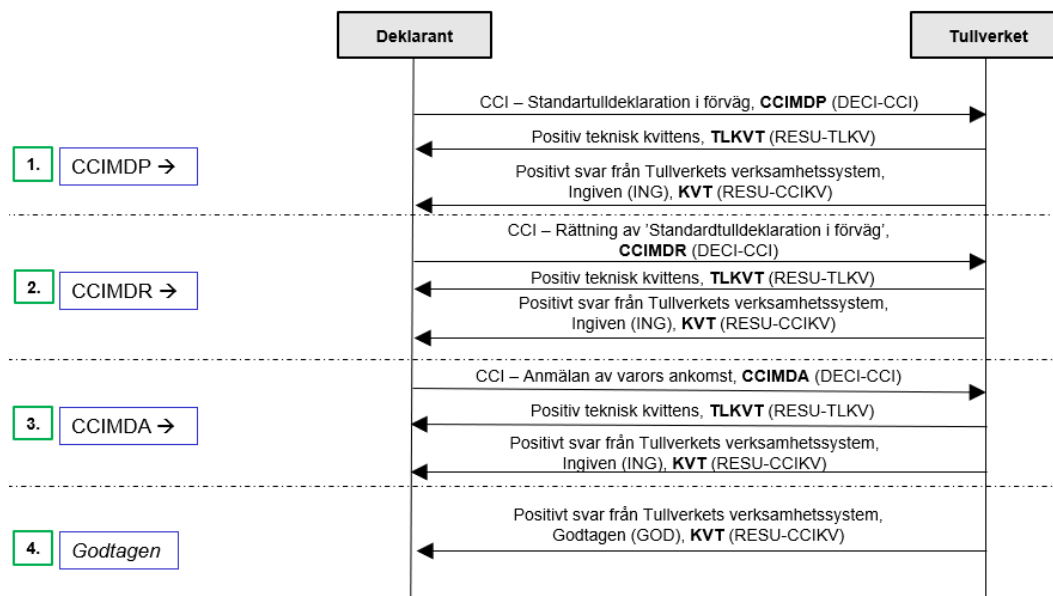 Deklarant
Tullverket
CCI – Standartulldeklaration i förväg, CCIMDP (DECI-CCI)
Positiv teknisk kvittens, TLKVT (RESU-TLKV)
1.
CCIMDP →
Positivt svar från Tullverkets verksamhetssystem,
Ingiven (ING), KVT (RESU-CCIKV)
CCI – Rättning av ’Standardtulldeklaration i förväg’,
CCIMDR (DECI-CCI)
2.
CCIMDR →
Positiv teknisk kvittens, TLKVT (RESU-TLKV)
Positivt svar från Tullverkets verksamhetssystem,
Ingiven (ING), KVT (RESU-CCIKV)
CCI – Anmälan av varors ankomst, CCIMDA (DECI-CCI)
3.
CCIMDA →
Positiv teknisk kvittens, TLKVT (RESU-TLKV)
Positivt svar från Tullverkets verksamhetssystem,
Ingiven (ING), KVT (RESU-CCIKV)
4.
Godtagen
Positivt svar från Tullverkets verksamhetssystem,
Godtagen (GOD), KVT (RESU-CCIKV)